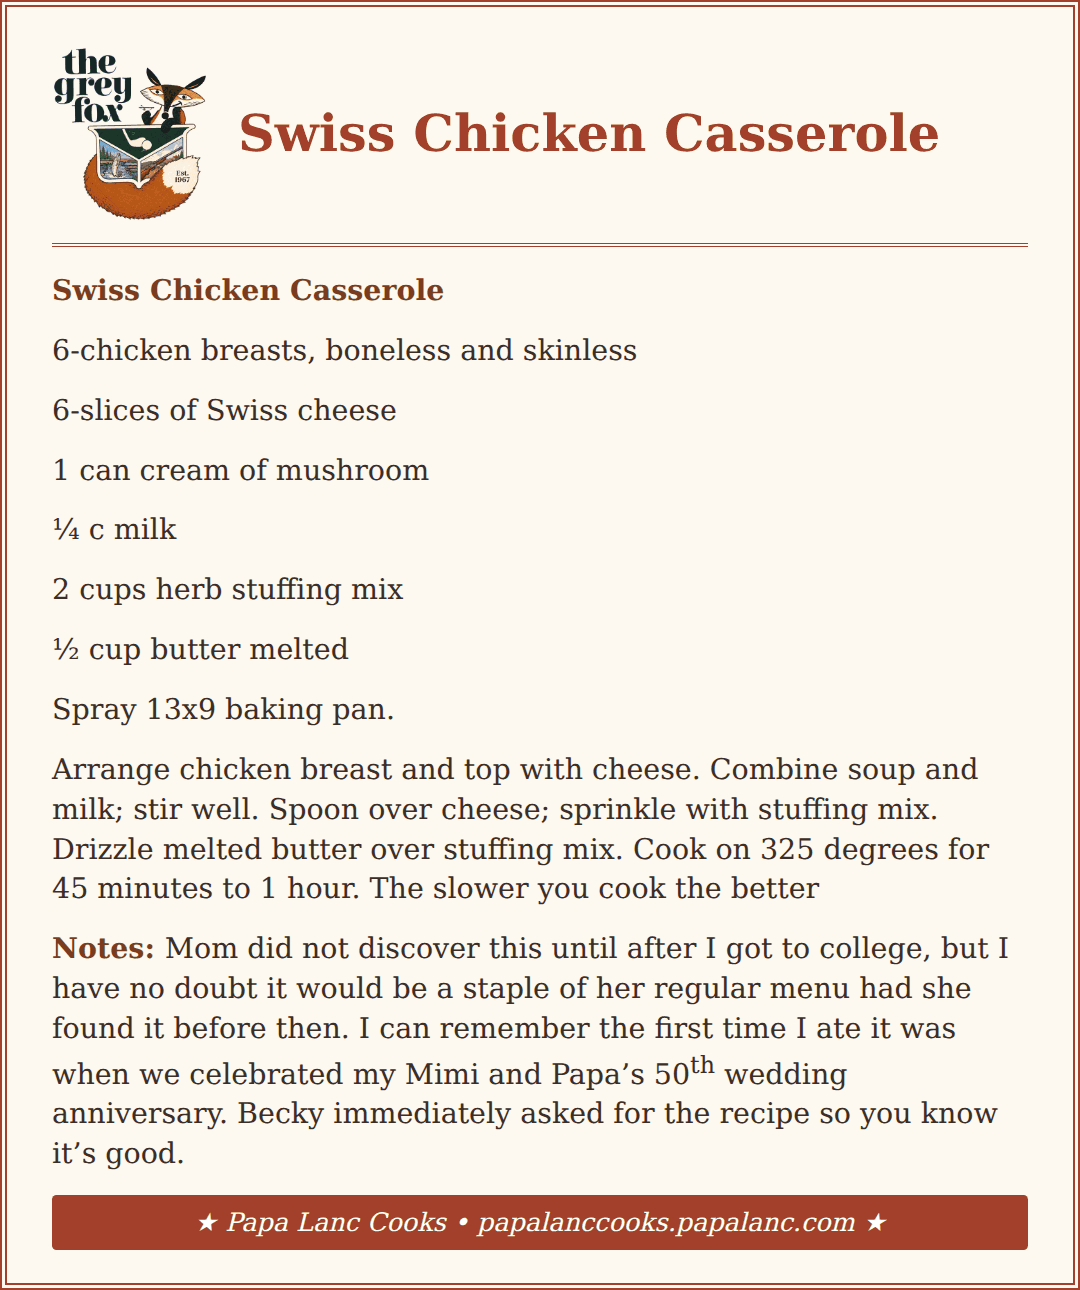 the
grey
fox
Est.
1967
Swiss Chicken Casserole
Swiss Chicken Casserole
6-chicken breasts, boneless and skinless
6-slices of Swiss cheese
1 can cream of mushroom
¼ c milk
2 cups herb stuffing mix
½ cup butter melted
Spray 13x9 baking pan.
Arrange chicken breast and top with cheese. Combine soup and
milk; stir well. Spoon over cheese; sprinkle with stuffing mix.
Drizzle melted butter over stuffing mix. Cook on 325 degrees for
45 minutes to 1 hour. The slower you cook the better
Notes: Mom did not discover this until after I got to college, but I
have no doubt it would be a staple of her regular menu had she
found it before then. I can remember the first time I ate it was
when we celebrated my Mimi and Papa’s 50th wedding
anniversary. Becky immediately asked for the recipe so you know
it’s good.
★ Papa Lanc Cooks • papalanccooks.papalanc.com ★